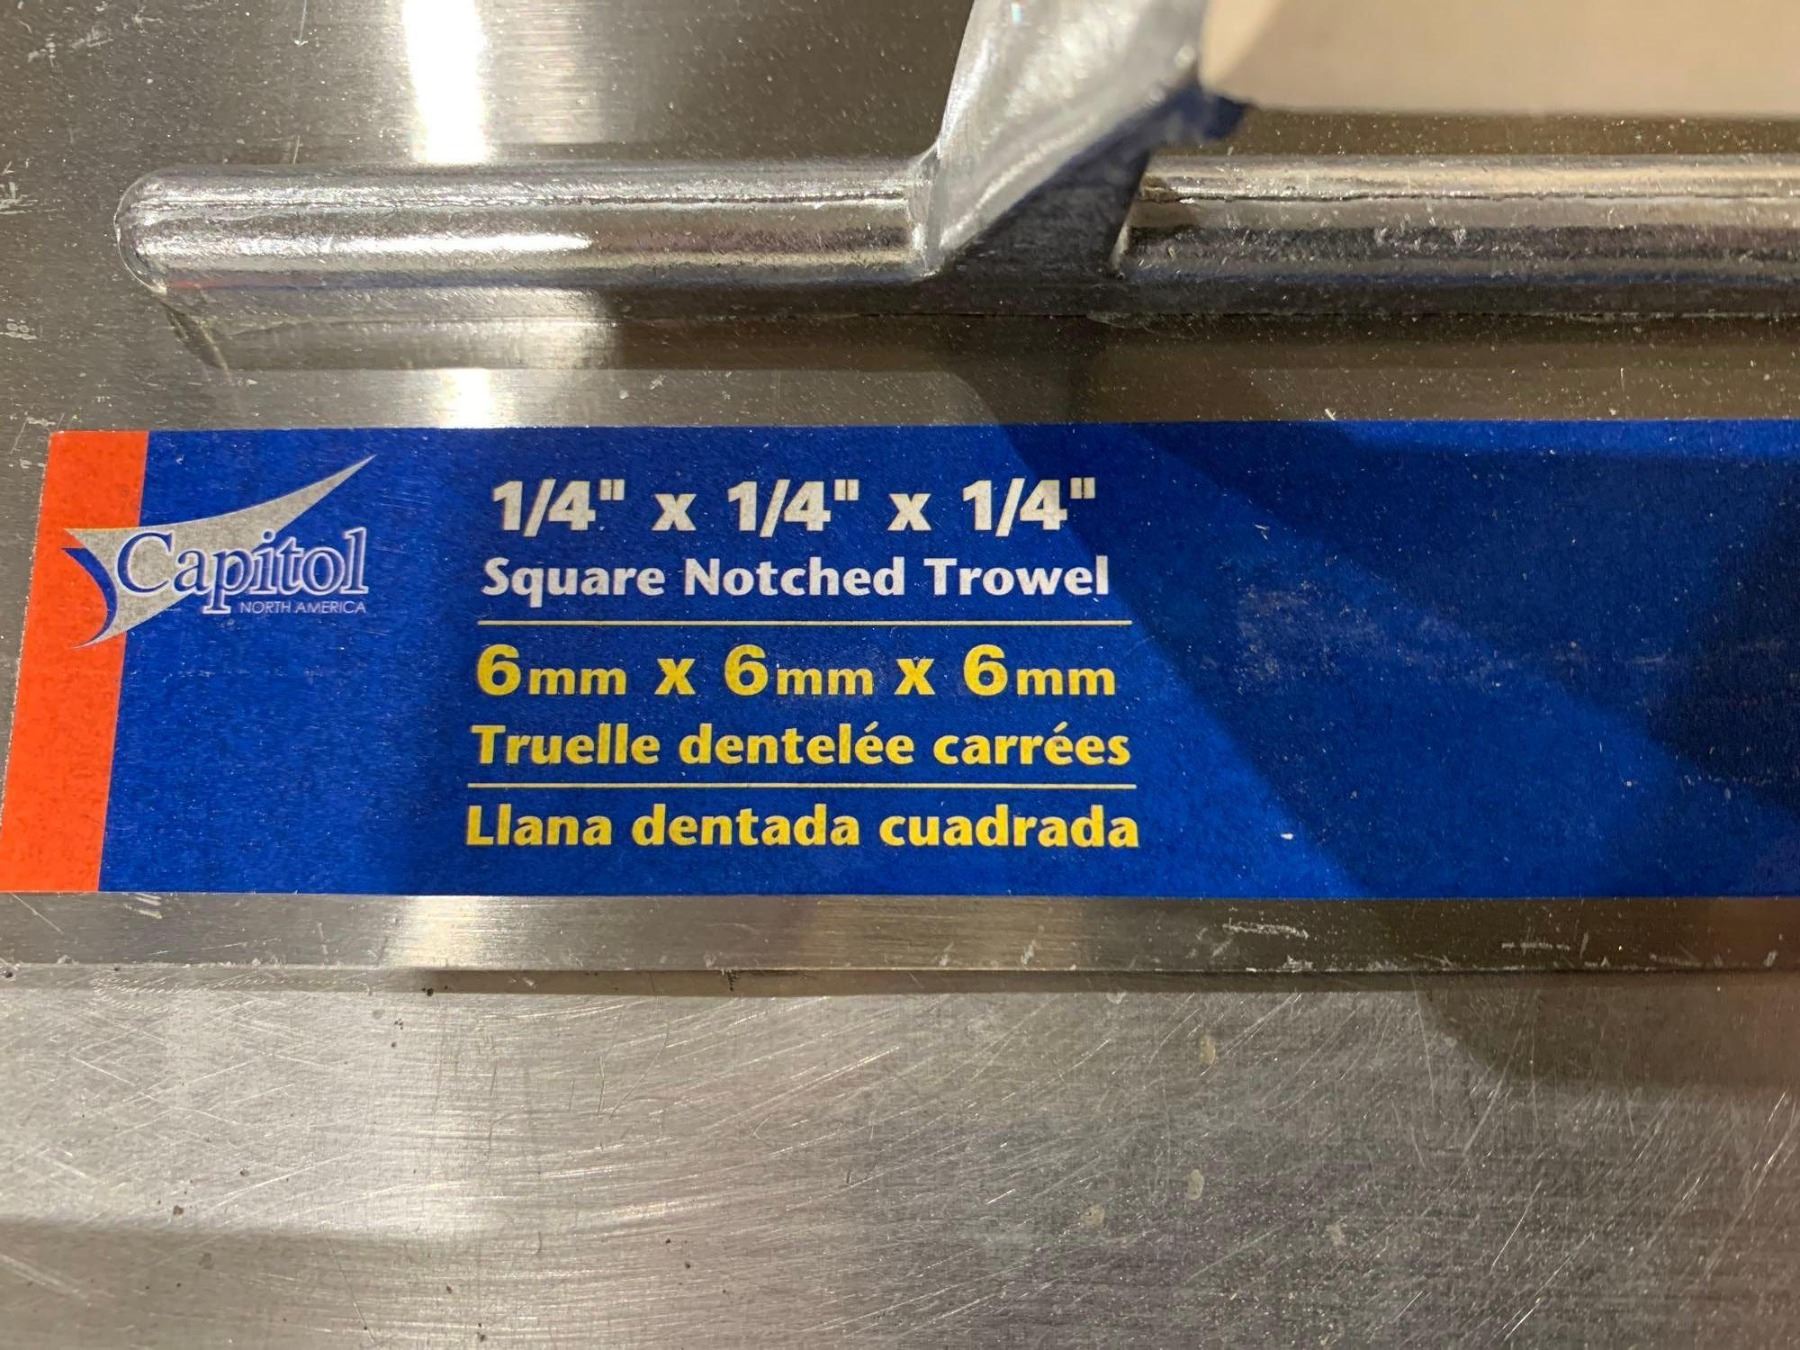 Capitol
NORTH AMERICA
1/4" x 1/4" x 1/4"
Square Notched Trowel
6mm x 6mm x 6mm
Truelle dentelée carrées
Llana dentada cuadrada